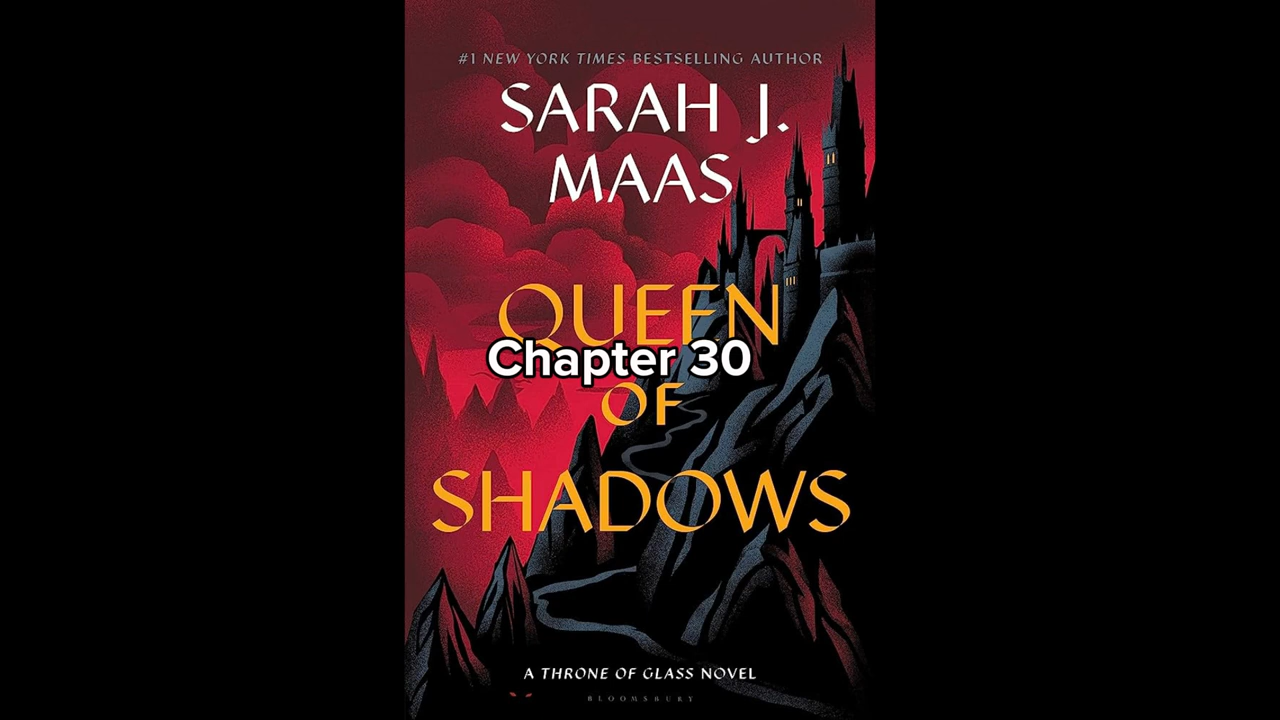 #1 NEW YORK TIMES BESTSELLING AUTHOR
SARAH J.
MAAS
QUEEN
Chapter 30
OF
SHADOWS
A THRONE OF GLASS NOVEL
BLOOMSBURY